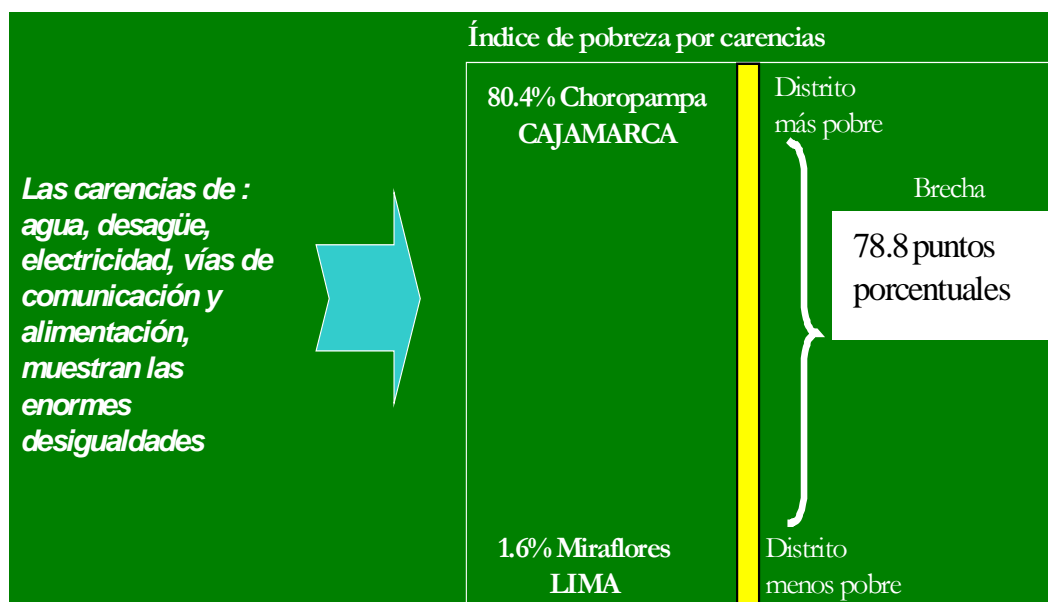 Índice de pobreza por carencias
Las carencias de :
agua, desagüe,
electricidad, vías de
comunicación y
alimentación,
muestran las
enormes
desigualdades
80.4% Choropampa
CAJAMARCA
Distrito
más pobre
Brecha
78.8 puntos
porcentuales
1.6% Miraflores
LIMA
Distrito
menos pobre